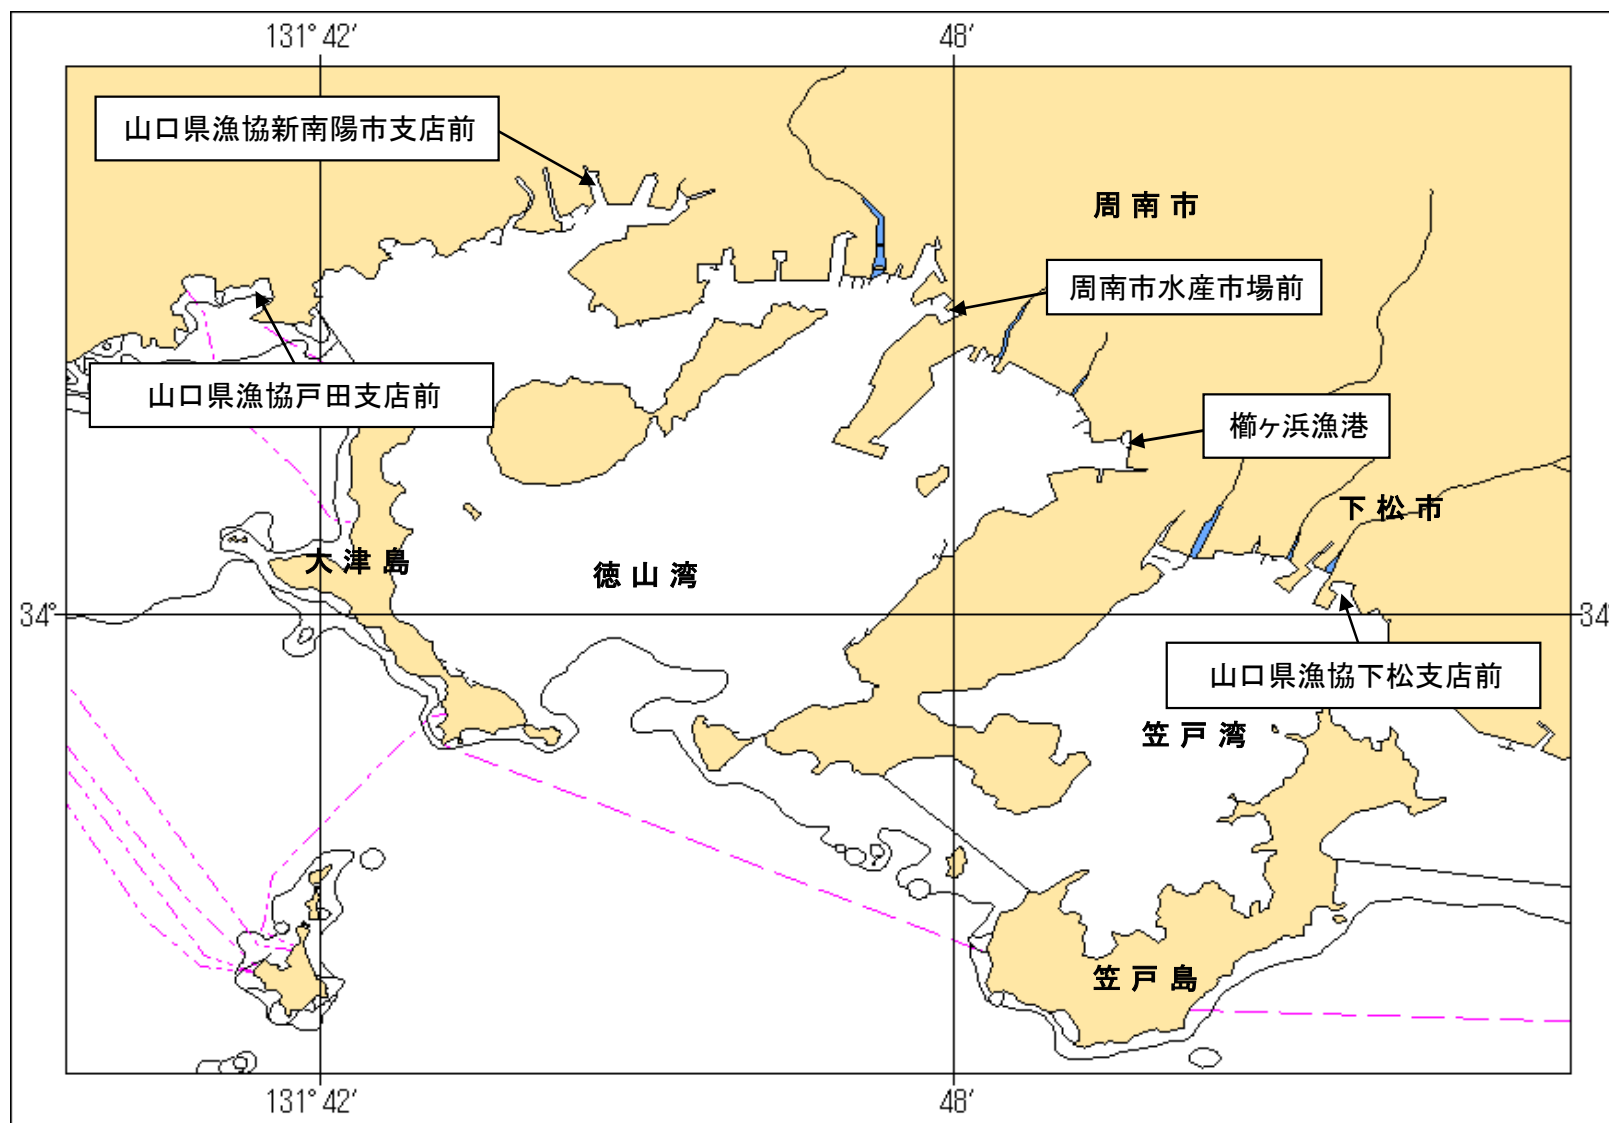 131°42′
48′
山口県漁協新南陽市支店前
周南市
周南市水産市場前
山口県漁協戸田支店前
櫛ヶ浜漁港
下松市
大津島
徳山湾
34°
34°
山口県漁協下松支店前
笠戸湾
笠戸島
131°42′
48′